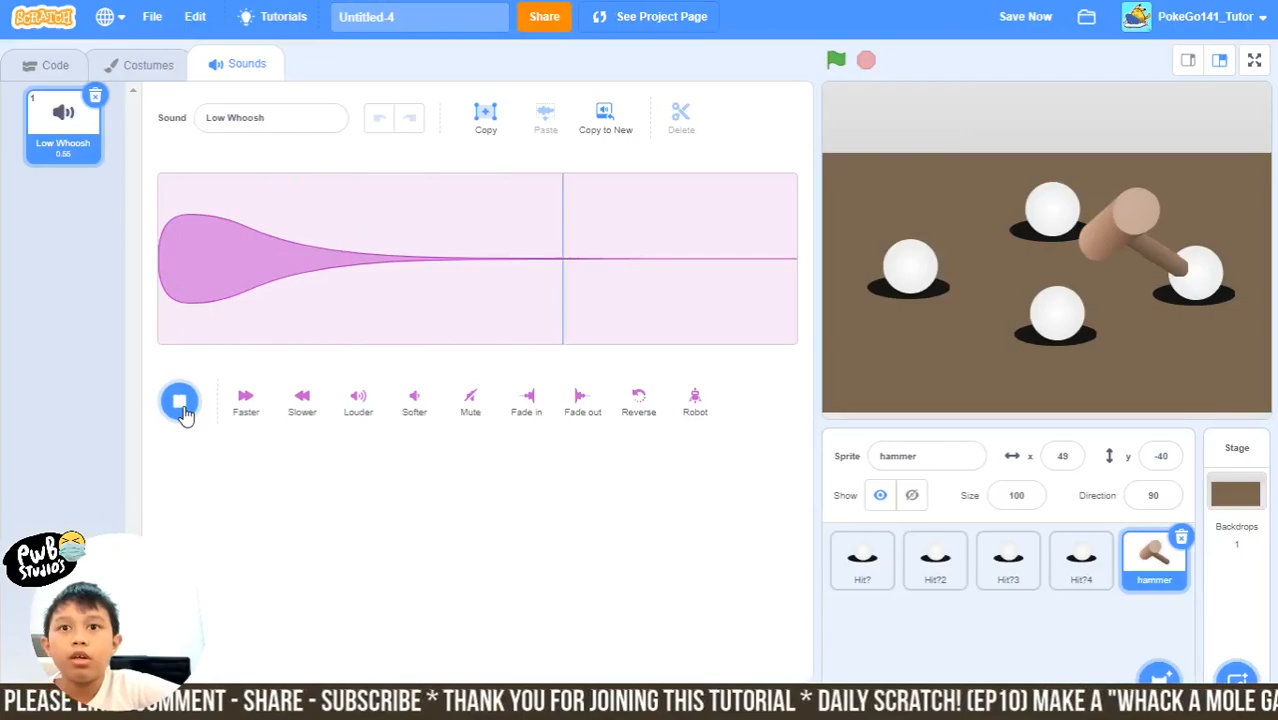 SCRATCH File Edit Tutorials Untitled-4 Share See Project Page Save Now PokeGo141_Tutor
Code Costumes Sounds
1
Low Whoosh
0.55
Sound Low Whoosh Copy Paste Copy to New Delete
Faster Slower Louder Softer Mute Fade in Fade out Reverse Robot
Sprite hammer x 49 y -40
Show Size 100 Direction 90
Hit? Hit?2 Hit?3 Hit?4 hammer
Stage
Backdrops
1
PWB
STUDIO'S
COMMENT - SHARE - SUBSCRIBE * THANK YOU FOR JOINING THIS TUTORIAL * DAILY SCRATCH! (EP10) MAKE A "WHACK A MOLE